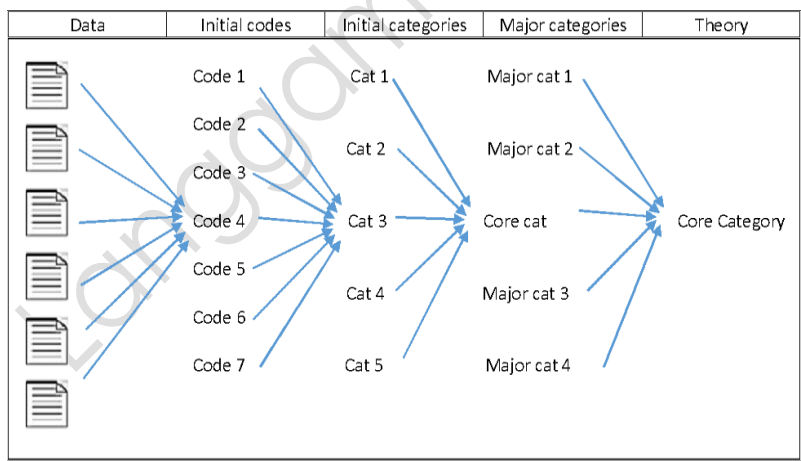 Data Initial codes Initial categories Major categories Theory
Code 1 Cat 1 Major cat 1
Code 2 Cat 2 Major cat 2
Code 3
Code 4 Cat 3 Core cat Core Category
Code 5
Cat 4 Major cat 3
Code 6
Code 7 Cat 5 Major cat 4
Langgam